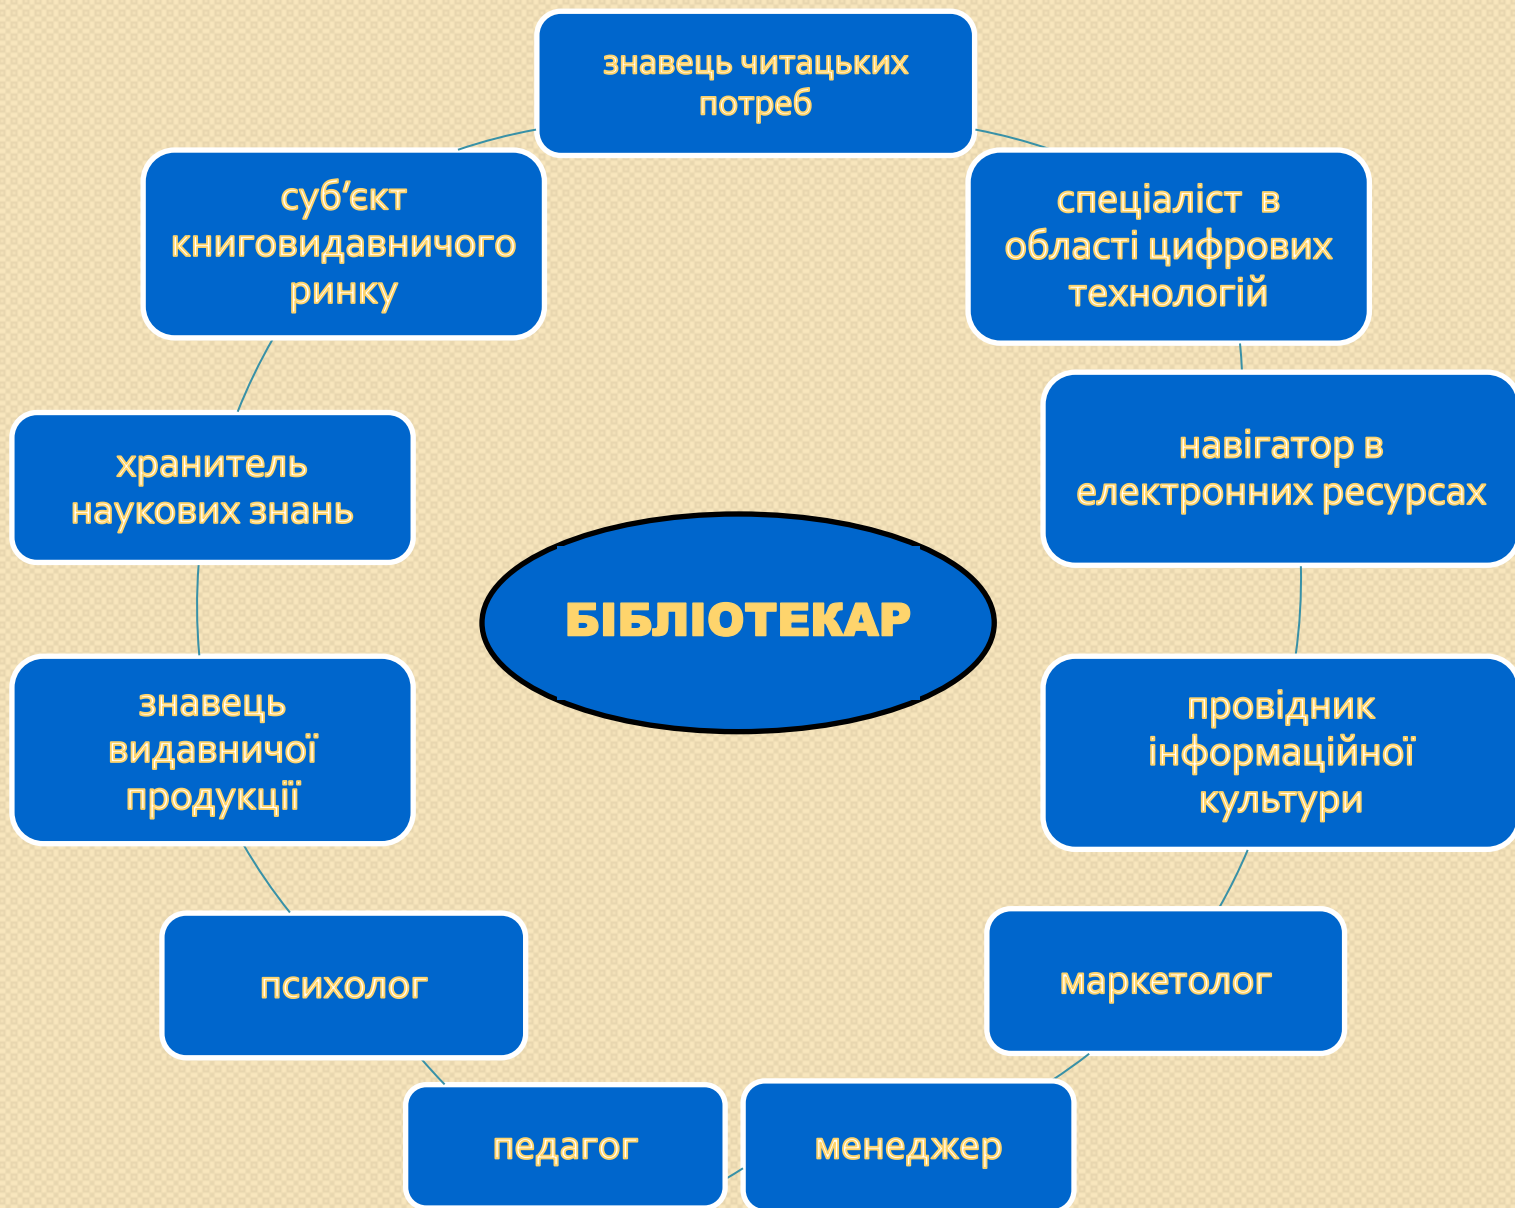 знавець читацьких
потреб
суб’єкт
книговидавничого
ринку
спеціаліст  в
області цифрових
технологій
хранитель
наукових знань
навігатор в
електронних ресурсах
БІБЛІОТЕКАР
знавець
видавничої
продукції
провідник
інформаційної
культури
психолог
маркетолог
педагог
менеджер